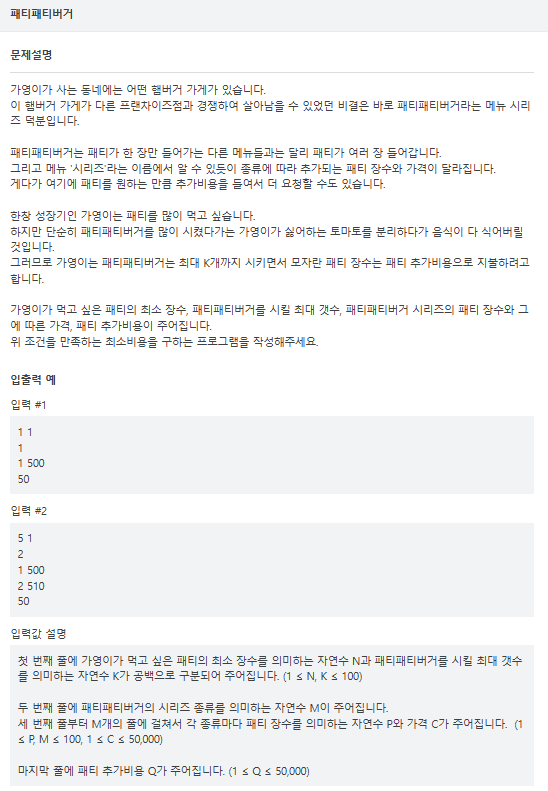 패티패티버거
문제설명
가영이가 사는 동네에는 어떤 햄버거 가게가 있습니다.
이 햄버거 가게가 다른 프랜차이즈점과 경쟁하여 살아남을 수 있었던 비결은 바로 패티패티버거라는 메뉴 시리
즈 덕분입니다.
패티패티버거는 패티가 한 장만 들어가는 다른 메뉴들과는 달리 패티가 여러 장 들어갑니다.
그리고 메뉴 '시리즈'라는 이름에서 알 수 있듯이 종류에 따라 추가되는 패티 장수와 가격이 달라집니다.
게다가 여기에 패티를 원하는 만큼 추가비용을 들여서 더 요청할 수도 있습니다.
한창 성장기인 가영이는 패티를 많이 먹고 싶습니다.
하지만 단순히 패티패티버거를 많이 시켰다가는 가영이가 싫어하는 토마토를 분리하다가 음식이 다 식어버릴
것입니다.
그러므로 가영이는 패티패티버거는 최대 K개까지 시키면서 모자란 패티 장수는 패티 추가비용으로 지불하려고
합니다.
가영이가 먹고 싶은 패티의 최소 장수, 패티패티버거를 시킬 최대 갯수, 패티패티버거 시리즈의 패티 장수와 그
에 따른 가격, 패티 추가비용이 주어집니다.
위 조건을 만족하는 최소비용을 구하는 프로그램을 작성해주세요.
입출력 예
입력 #1
1 1
1
1 500
50
입력 #2
5 1
2
1 500
2 510
50
입력값 설명
첫 번째 줄에 가영이가 먹고 싶은 패티의 최소 장수를 의미하는 자연수 N과 패티패티버거를 시킬 최대 갯수
를 의미하는 자연수 K가 공백으로 구분되어 주어집니다. (1 ≤ N, K ≤ 100)
두 번째 줄에 패티패티버거의 시리즈 종류를 의미하는 자연수 M이 주어집니다.
세 번째 줄부터 M개의 줄에 걸쳐서 각 종류마다 패티 장수를 의미하는 자연수 P와 가격 C가 주어집니다. (1
≤ P, M ≤ 100, 1 ≤ C ≤ 50,000)
마지막 줄에 패티 추가비용 Q가 주어집니다. (1 ≤ Q ≤ 50,000)